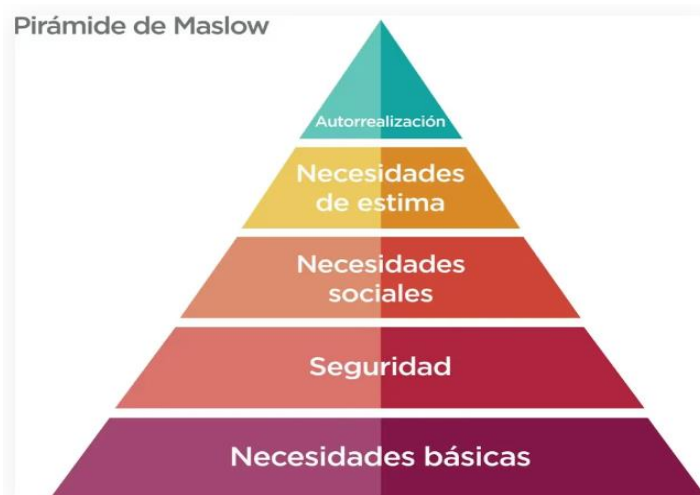 Pirámide de Maslow
Autorrealización
Necesidades
de estima
Necesidades
sociales
Seguridad
Necesidades básicas